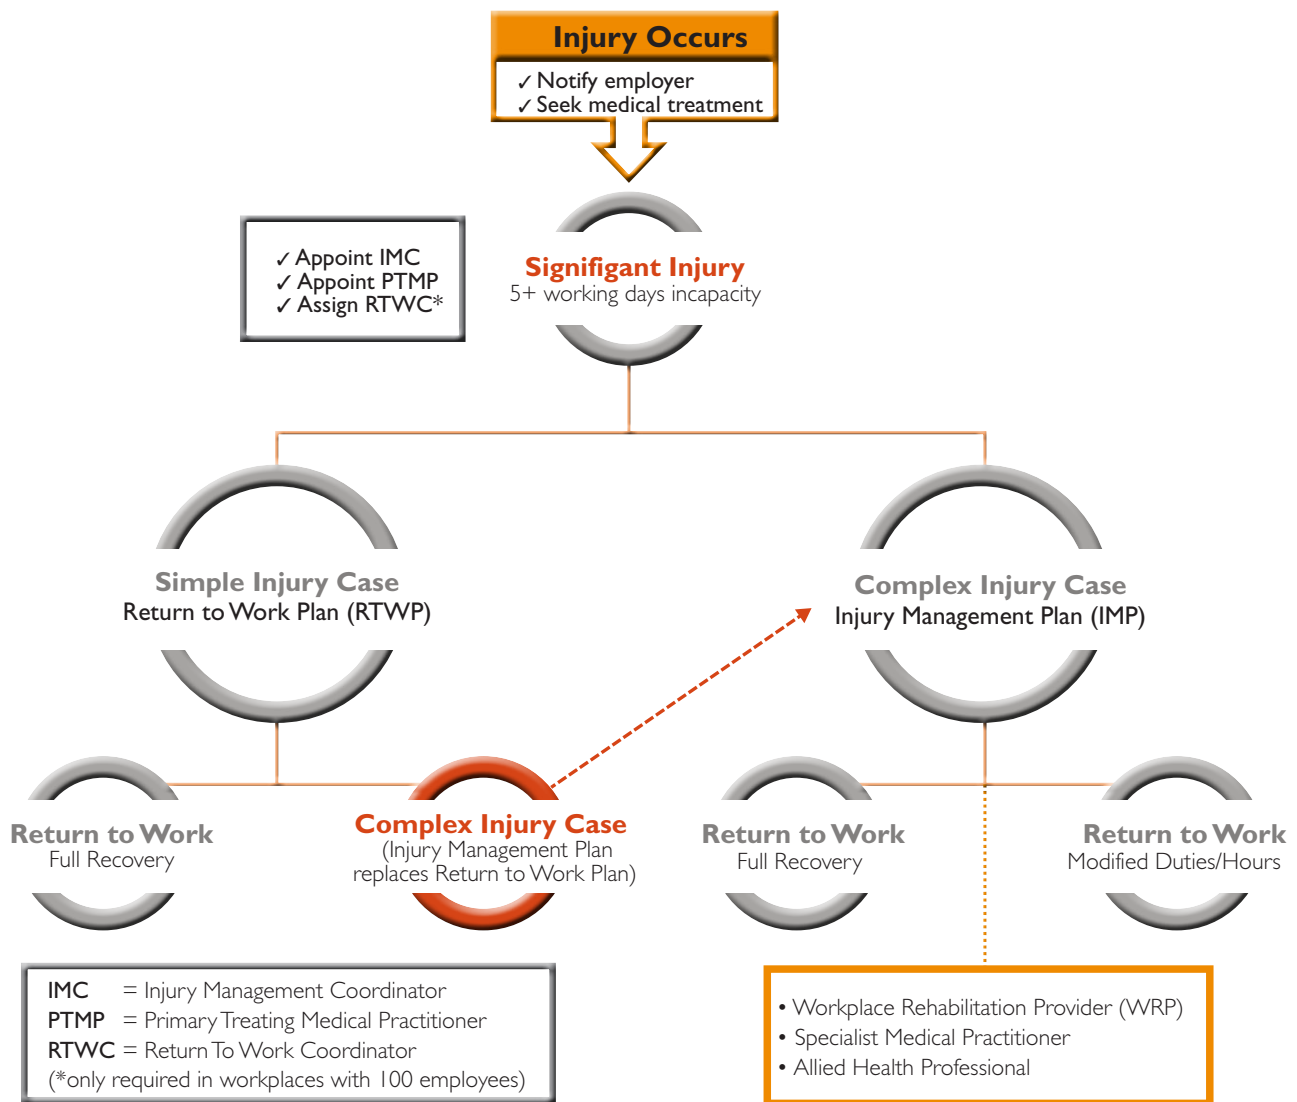 Injury Occurs
✓ Notify employer
✓ Seek medical treatment
✓ Appoint IMC
✓ Appoint PTMP
✓ Assign RTWC*
Signifigant Injury
5+ working days incapacity
Simple Injury Case
Return to Work Plan (RTWP)
Complex Injury Case
Injury Management Plan (IMP)
Return to Work
Full Recovery
Complex Injury Case
(Injury Management Plan
replaces Return to Work Plan)
Return to Work
Full Recovery
Return to Work
Modified Duties/Hours
IMC = Injury Management Coordinator
PTMP = Primary Treating Medical Practitioner
RTWC = Return To Work Coordinator
(*only required in workplaces with 100 employees)
• Workplace Rehabilitation Provider (WRP)
• Specialist Medical Practitioner
• Allied Health Professional